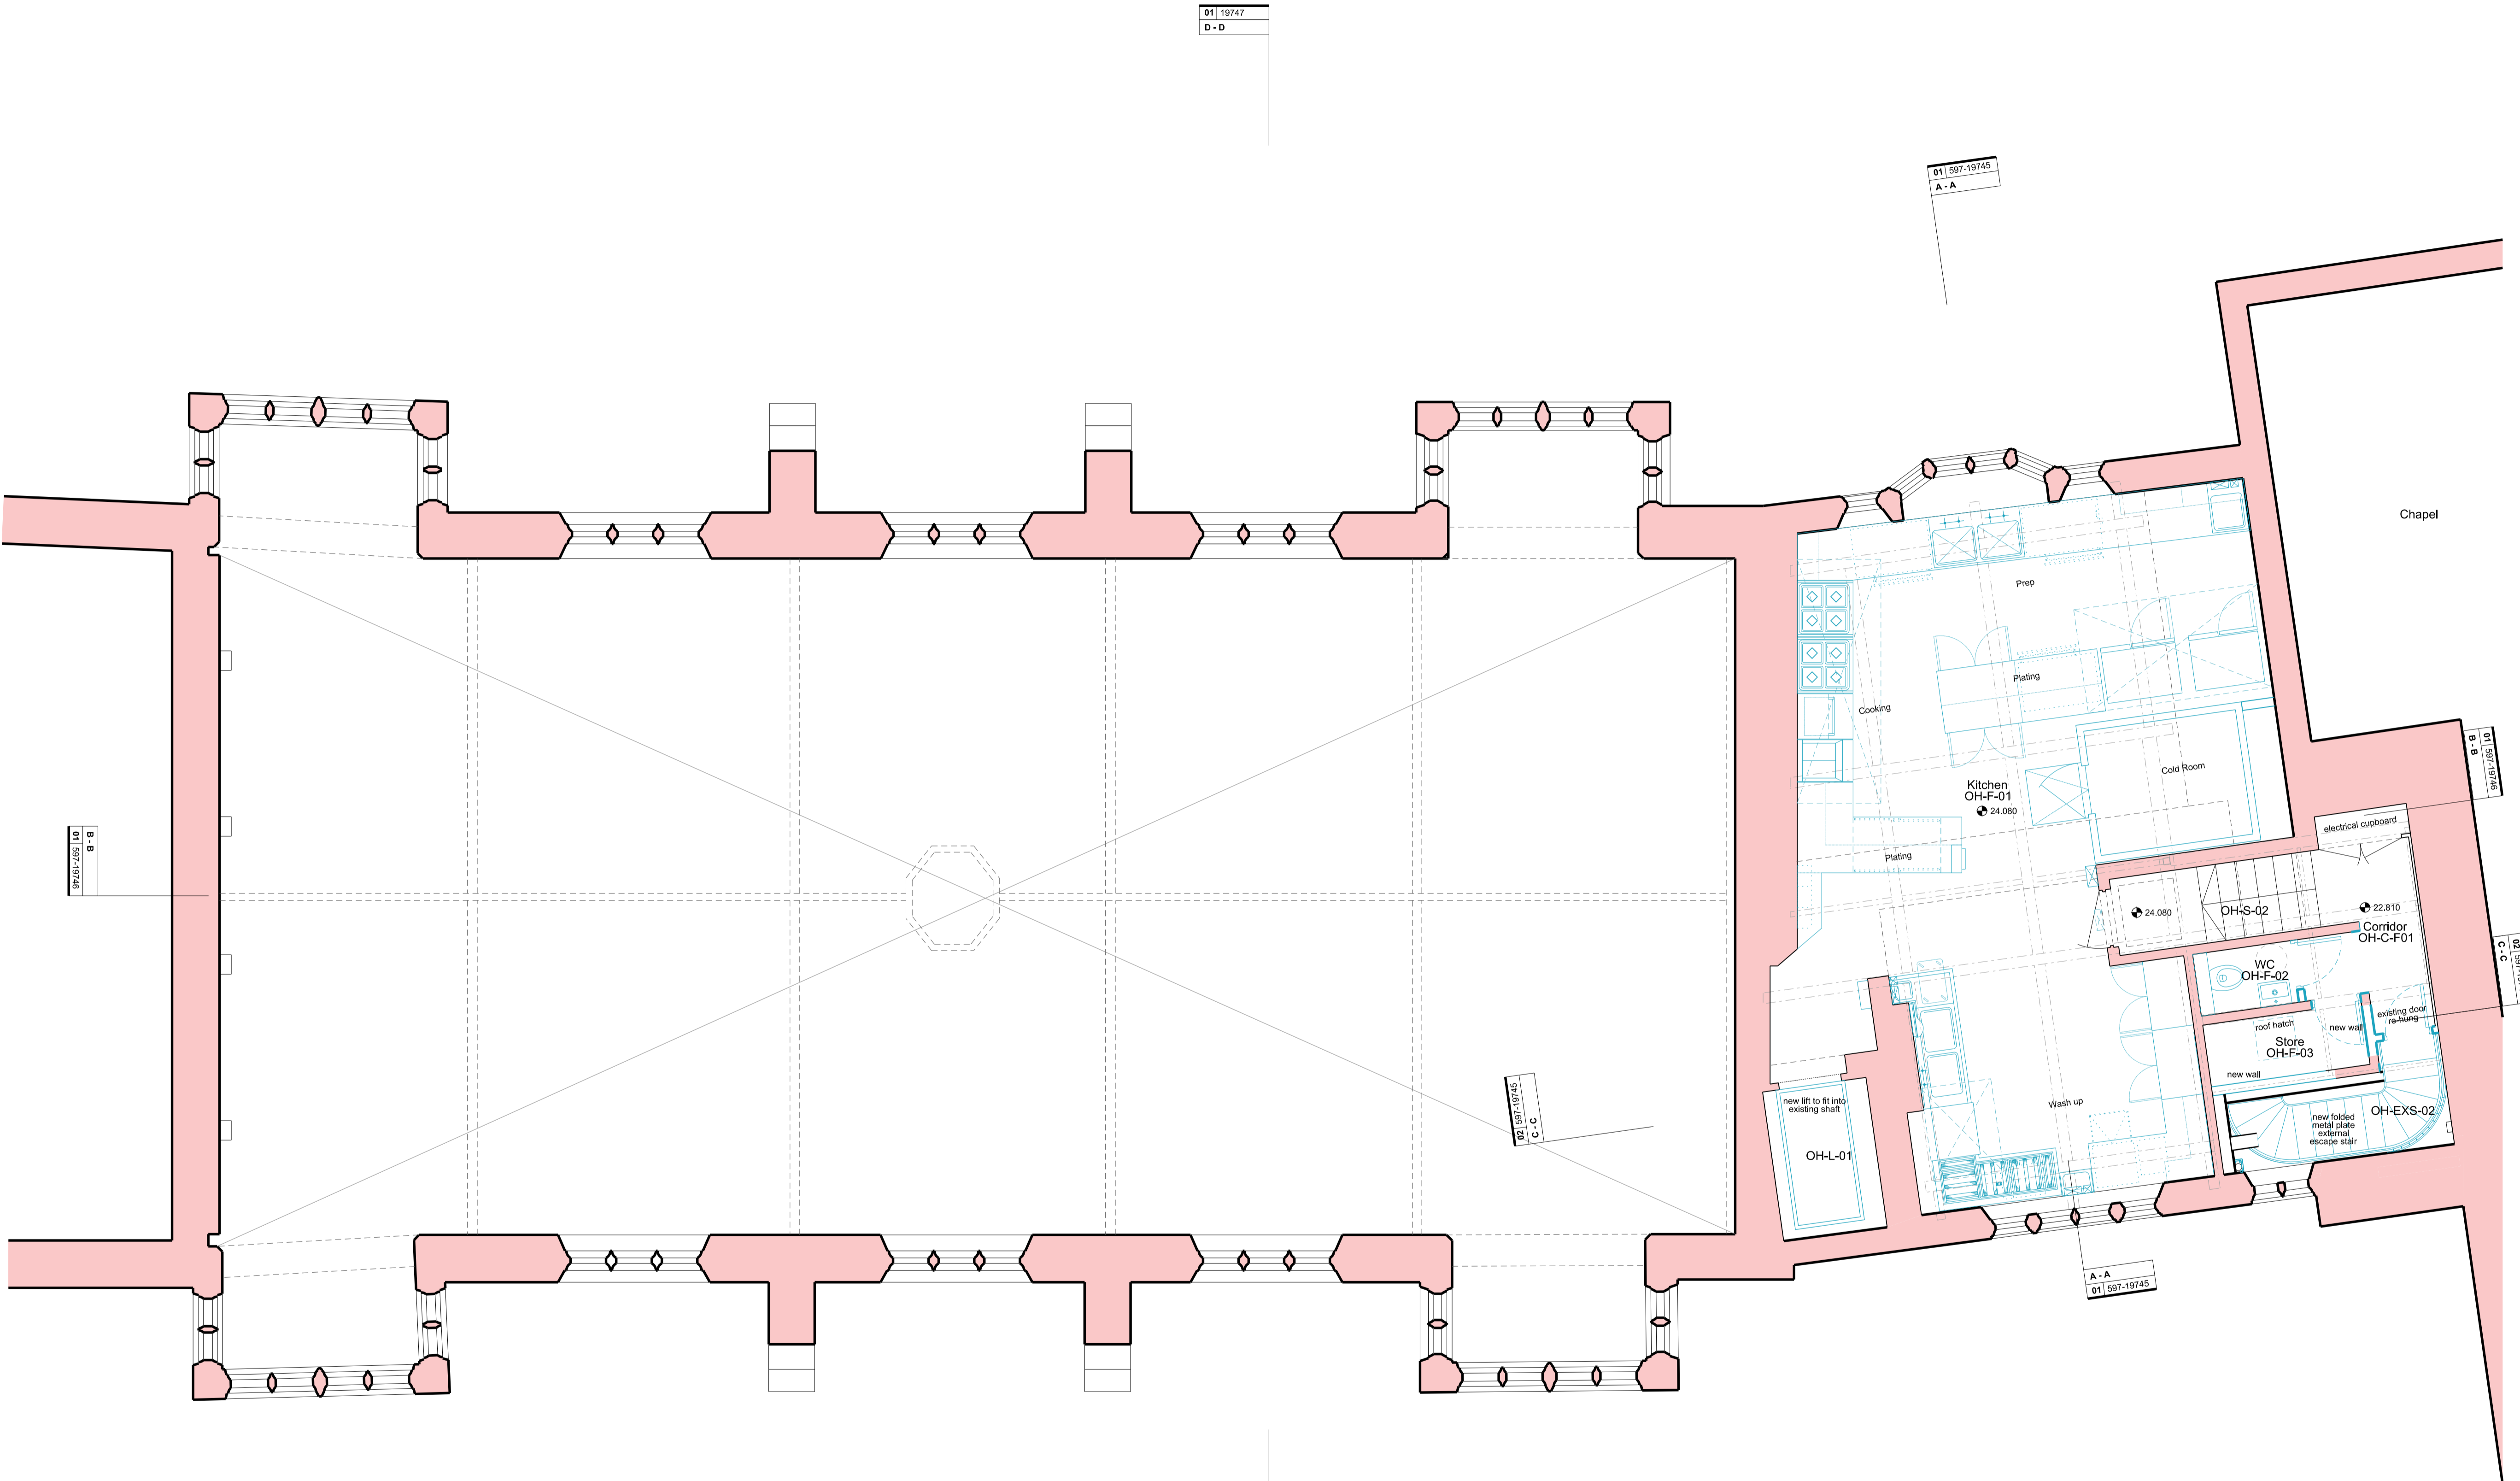 01 19747
D - D
01 597-19745
A - A
Chapel
Prep
Plating
Cooking
Cold Room
01 597-19746
B - B
Kitchen
OH-F-01
24.080
electrical cupboard
Plating
B - B
01 597-19746
24.080
OH-S-02
22.810
Corridor
OH-C-F01
C - C
WC
OH-F-02
existing door
re-hung
roof hatch
new wall
Store
OH-F-03
new wall
02 597-19745
C - C
new lift to fit into
existing shaft
Wash up
OH-L-01
new folded
metal plate
external
escape stair
OH-EXS-02
A - A
01 597-19745